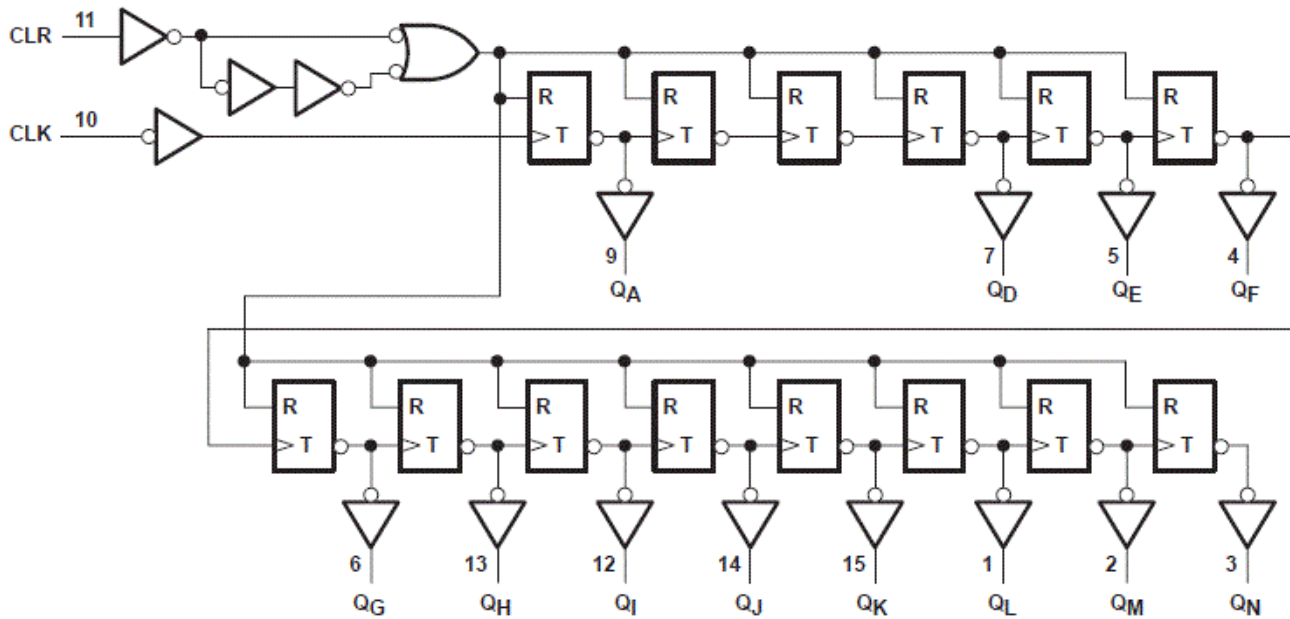 CLR 11
R R R R R R
CLK 10
T T T T T T
9 7 5 4
QA QD QE QF
R R R R R R R R
T T T T T T T T
6 13 12 14 15 1 2 3
QG QH QI QJ QK QL QM QN